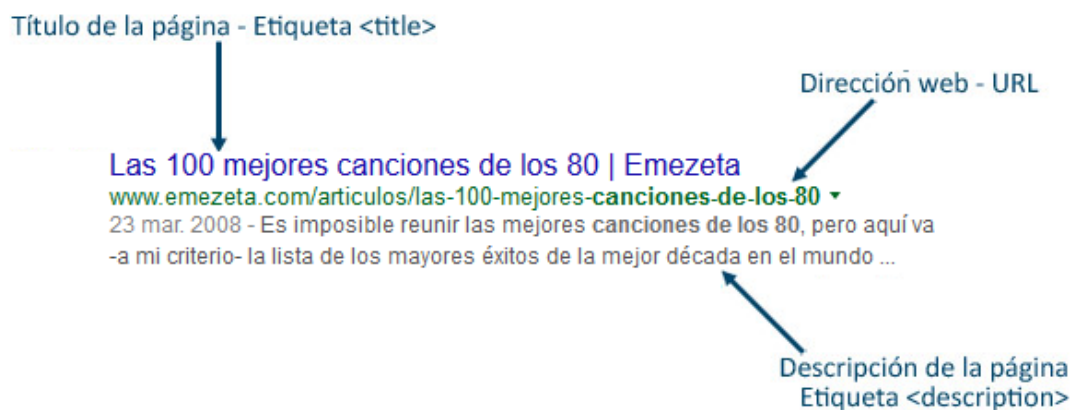 Título de la página - Etiqueta <title>
Dirección web - URL
Las 100 mejores canciones de los 80 | Emezeta
www.emezeta.com/articulos/las-100-mejores-canciones-de-los-80
23 mar. 2008 - Es imposible reunir las mejores canciones de los 80, pero aquí va
-a mi criterio- la lista de los mayores éxitos de la mejor década en el mundo ...
Descripción de la página
Etiqueta <description>